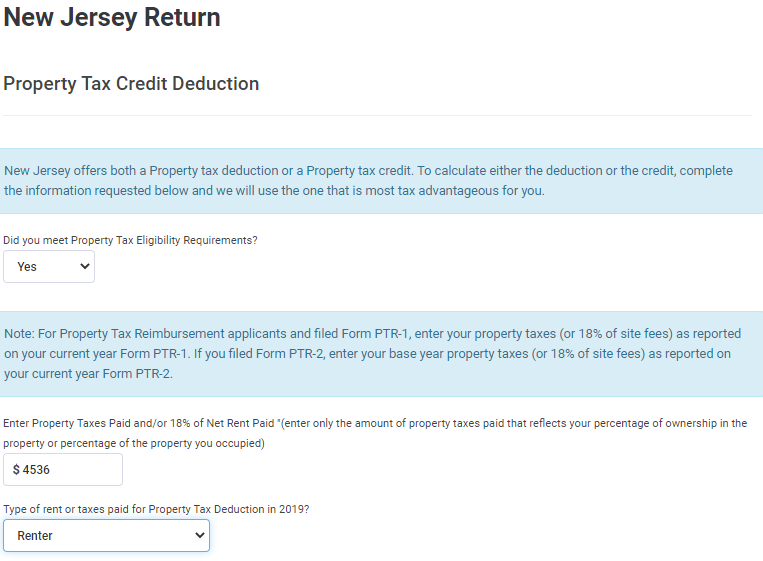 New Jersey Return
Property Tax Credit Deduction
New Jersey offers both a Property tax deduction or a Property tax credit. To calculate either the deduction or the credit, complete
the information requested below and we will use the one that is most tax advantageous for you.
Did you meet Property Tax Eligibility Requirements?
Yes
Note: For Property Tax Reimbursement applicants and filed Form PTR-1, enter your property taxes (or 18% of site fees) as reported
on your current year Form PTR-1. If you filed Form PTR-2, enter your base year property taxes (or 18% of site fees) as reported on
your current year Form PTR-2.
Enter Property Taxes Paid and/or 18% of Net Rent Paid "(enter only the amount of property taxes paid that reflects your percentage of ownership in the
property or percentage of the property you occupied)
$ 4536
Type of rent or taxes paid for Property Tax Deduction in 2019?
Renter